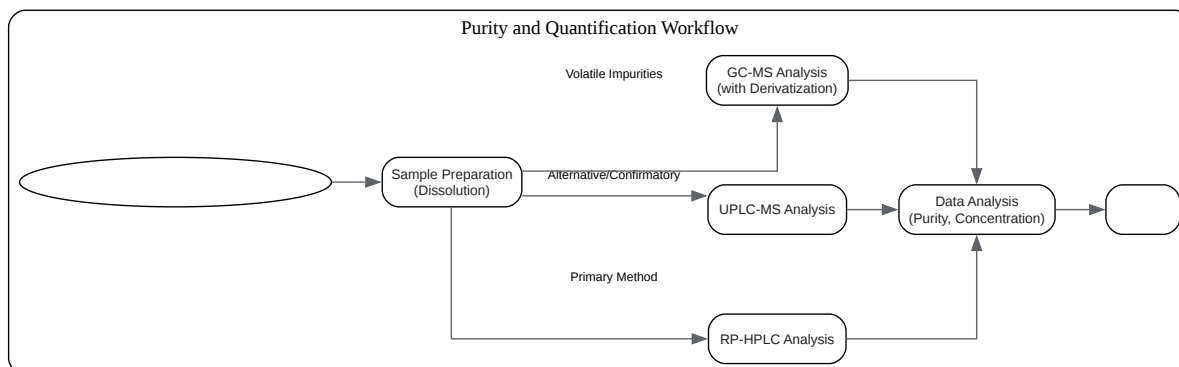 Purity and Quantification Workflow
Volatile Impurities
GC-MS Analysis
(with Derivatization)
Sample Preparation
(Dissolution)
Alternative/Confirmatory
UPLC-MS Analysis
Data Analysis
(Purity, Concentration)
Primary Method
RP-HPLC Analysis